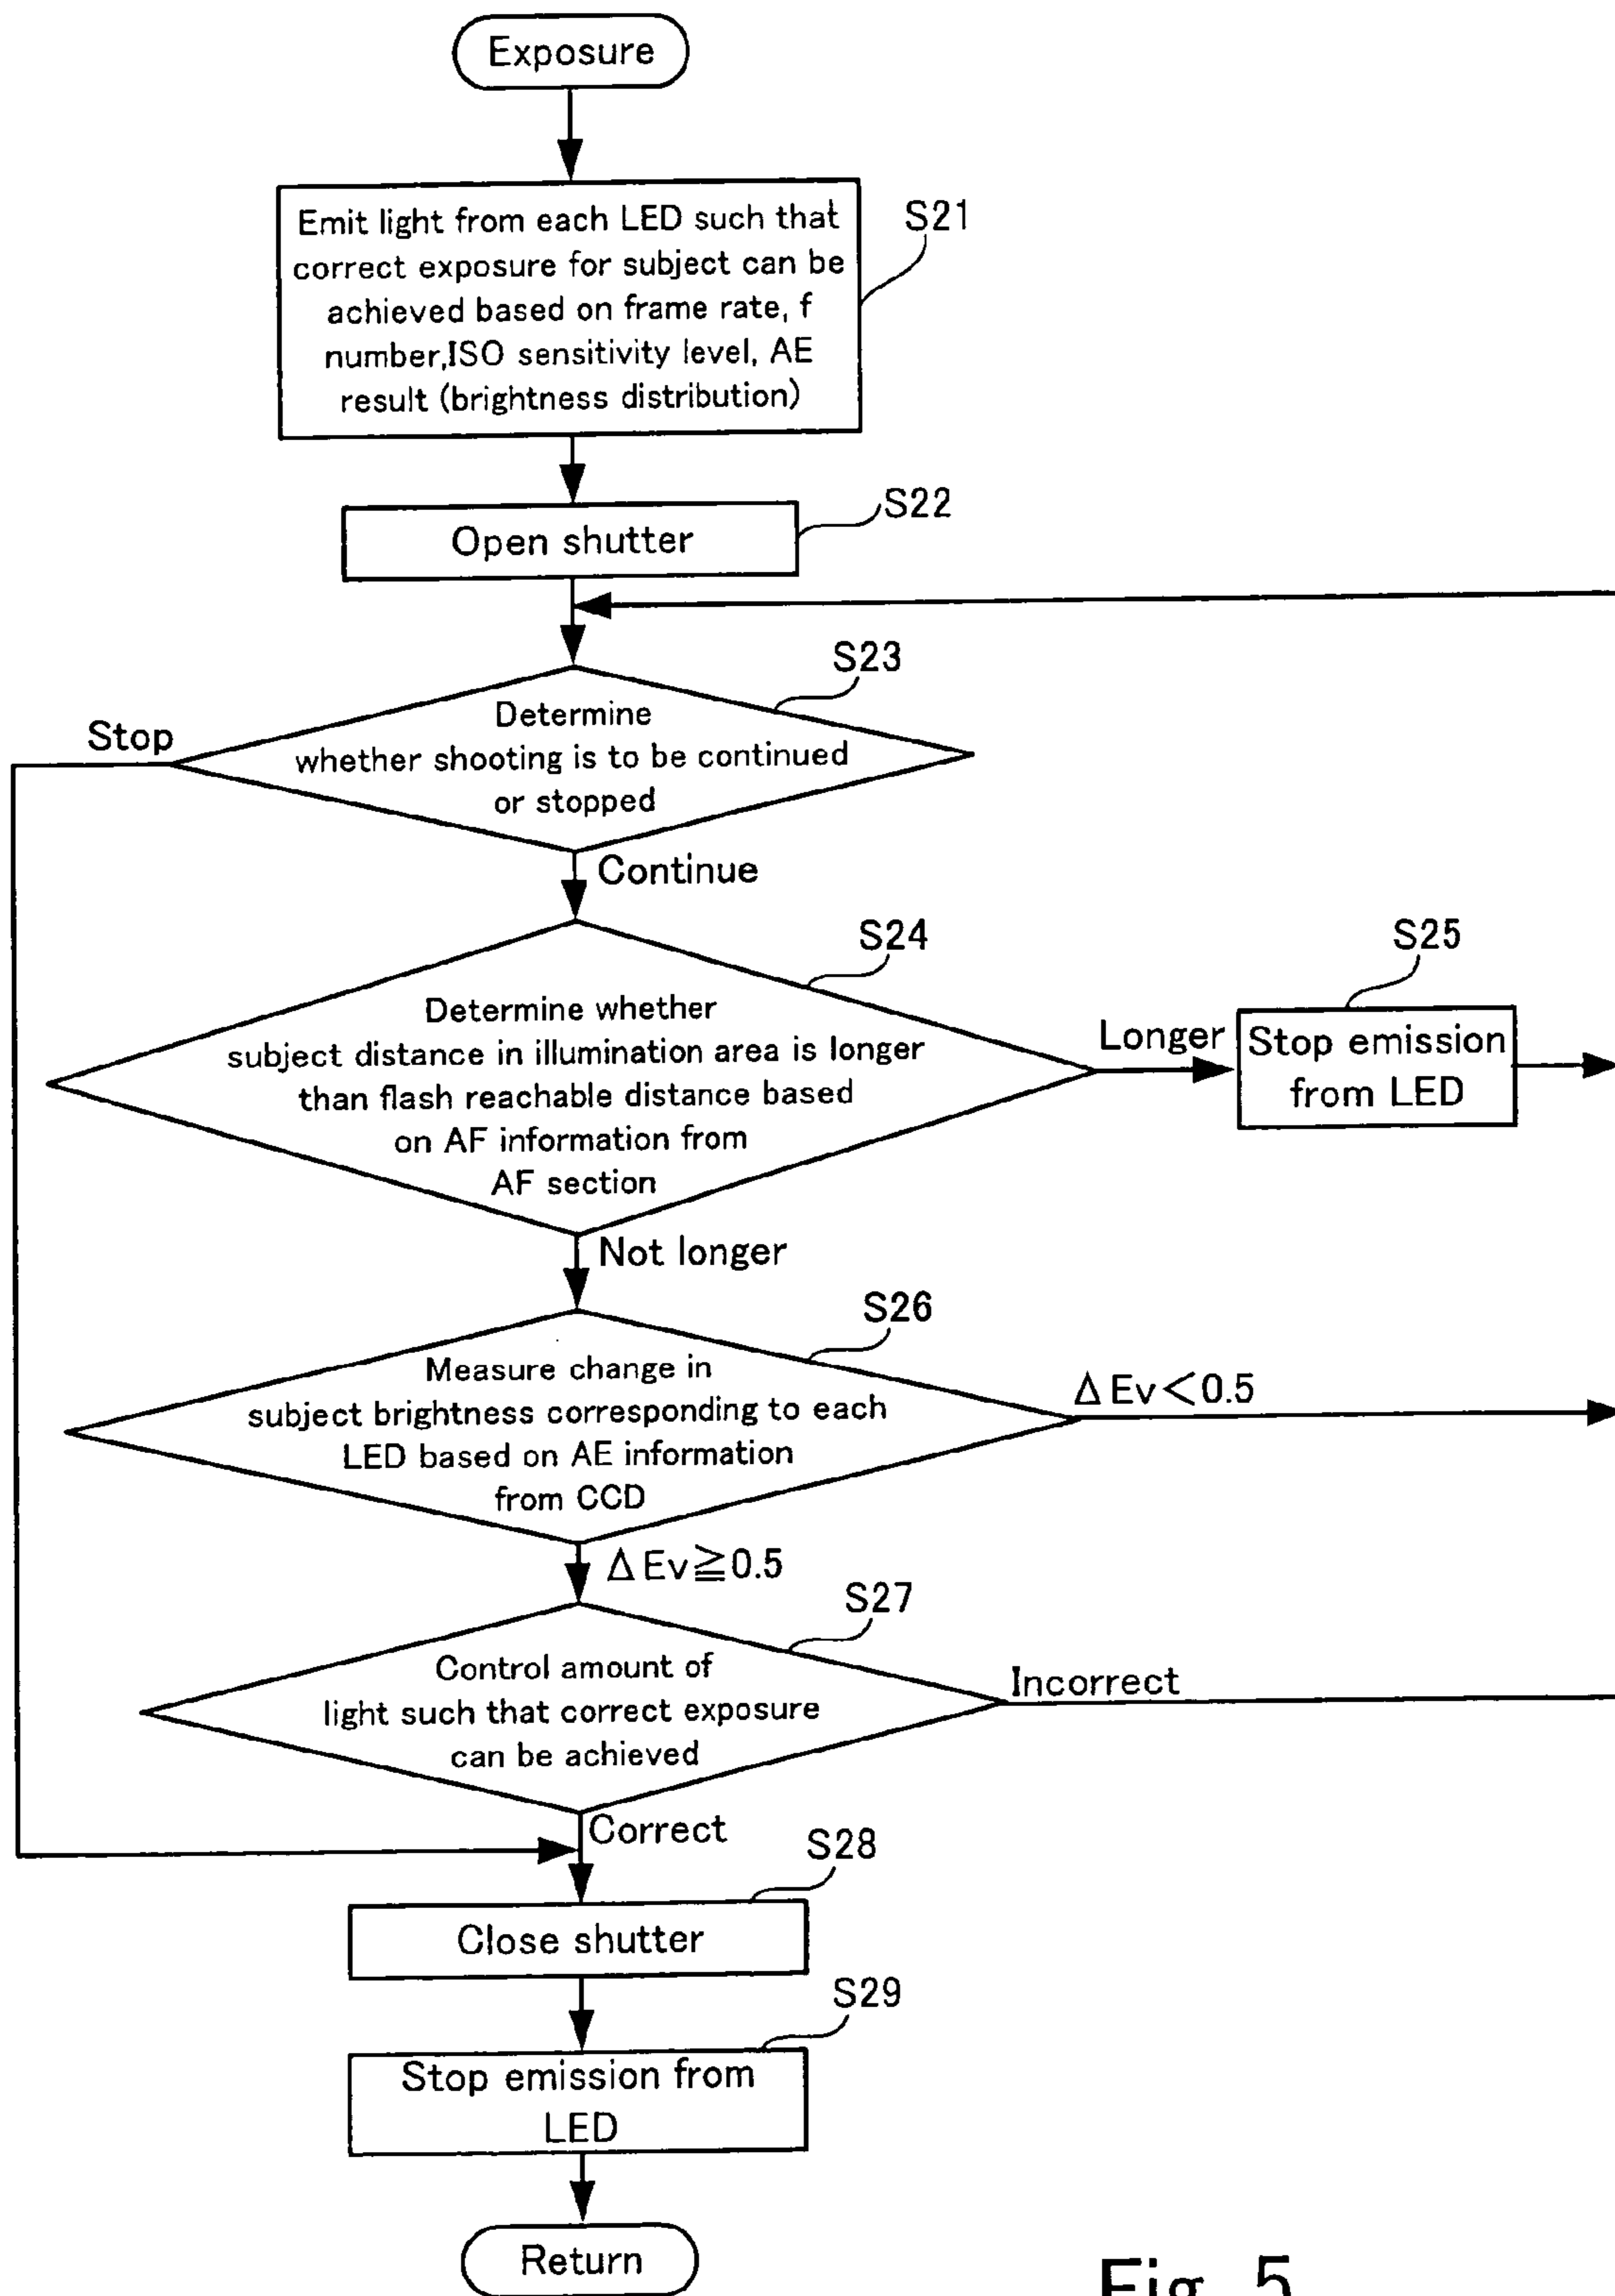 Exposure
Emit light from each LED such that
correct exposure for subject can be
achieved based on frame rate, f
number,ISO sensitivity level, AE
result (brightness distribution)
S21
Open shutter
S22
S23
Determine
whether shooting is to be continued
or stopped
Stop
Continue
S24
Determine whether
subject distance in illumination area is longer
than flash reachable distance based
on AF information from
AF section
Longer
S25
Stop emission
from LED
Not longer
S26
Measure change in
subject brightness corresponding to each
LED based on AE information
from CCD
Δ Ev<0.5
Δ Ev≧0.5
S27
Control amount of
light such that correct exposure
can be achieved
Incorrect
Correct
S28
Close shutter
S29
Stop emission from
LED
Return
Fig. 5